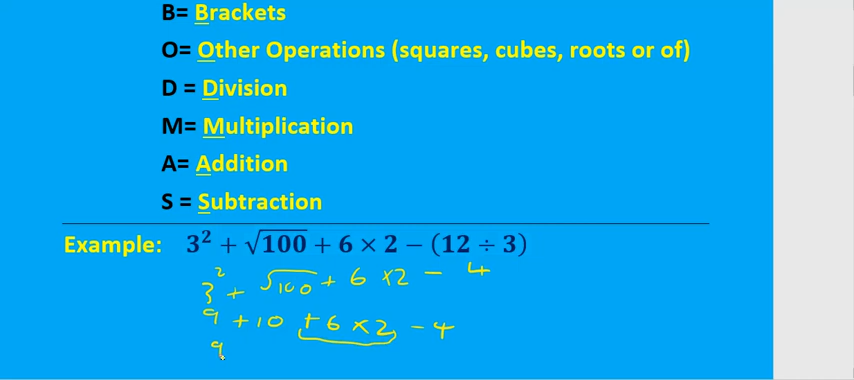 B= Brackets
O= Other Operations (squares, cubes, roots or of)
D = Division
M= Multiplication
A= Addition
S = Subtraction
Example: 3² + √100 + 6 × 2 − (12 ÷ 3)
3² + √100 + 6 × 2 − 4
9 + 10 + 6 × 2 − 4
9